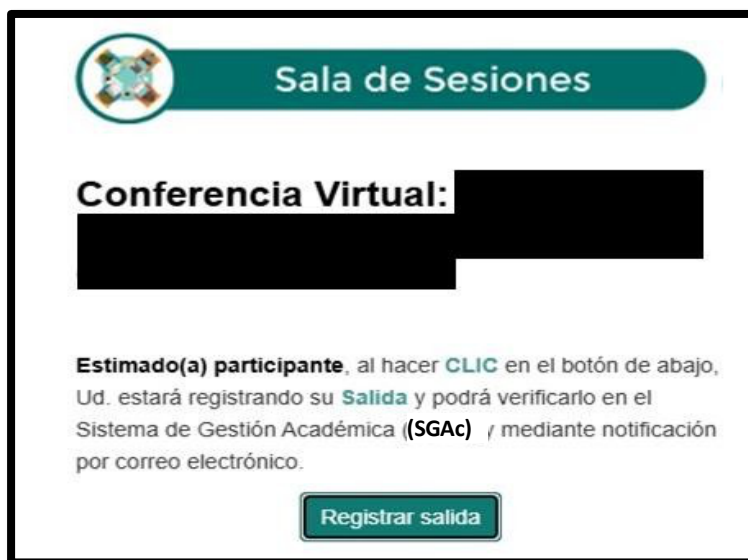 Sala de Sesiones
Conferencia Virtual:
Estimado(a) participante, al hacer CLIC en el botón de abajo,
Ud. estará registrando su Salida y podrá verificarlo en el
Sistema de Gestión Académica (SGAc) y mediante notificación
por correo electrónico.
Registrar salida